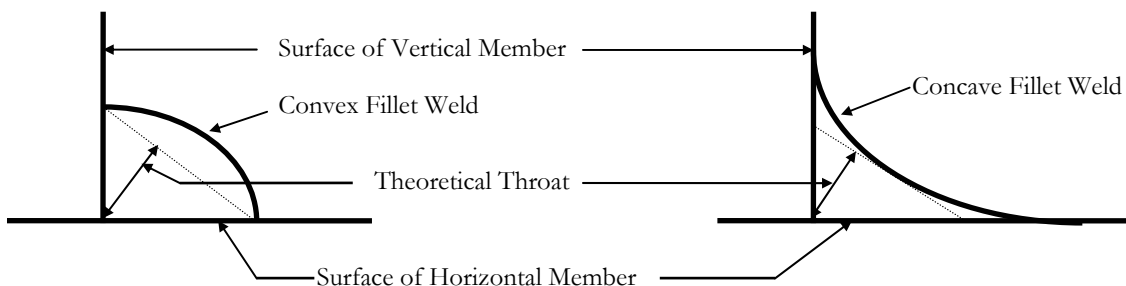 Surface of Vertical Member
Convex Fillet Weld
Concave Fillet Weld
Theoretical Throat
Surface of Horizontal Member